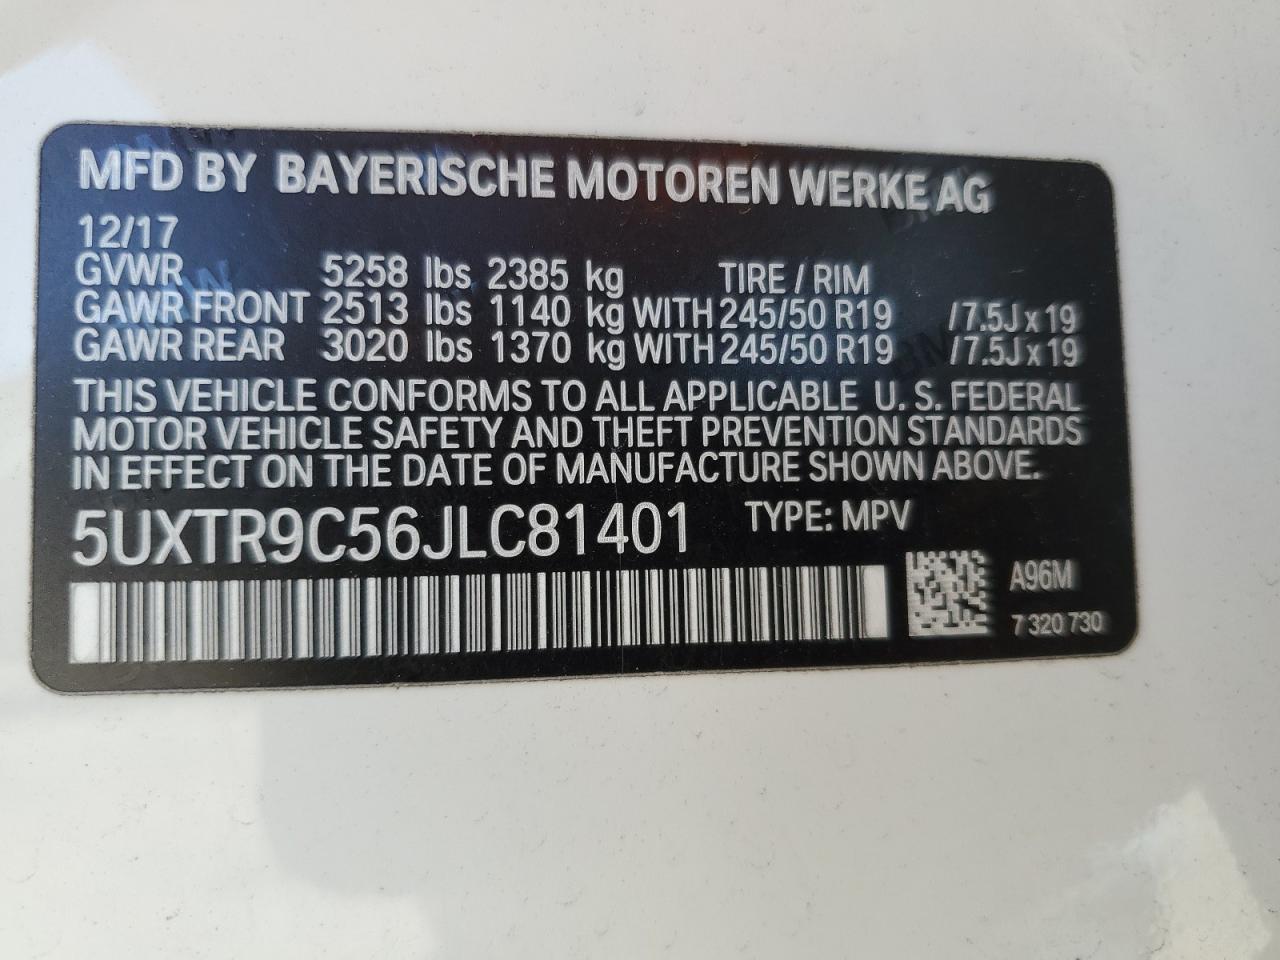 MFD BY BAYERISCHE MOTOREN WERKE AG
12/17
GVWR 5258 lbs 2385 kg TIRE / RIM
GAWR FRONT 2513 lbs 1140 kg WITH 245/50 R19 /7.5J x 19
GAWR REAR 3020 lbs 1370 kg WITH 245/50 R19 /7.5J x 19
THIS VEHICLE CONFORMS TO ALL APPLICABLE U. S. FEDERAL
MOTOR VEHICLE SAFETY AND THEFT PREVENTION STANDARDS
IN EFFECT ON THE DATE OF MANUFACTURE SHOWN ABOVE.
5UXTR9C56JLC81401 TYPE: MPV
A96M
7 320 730